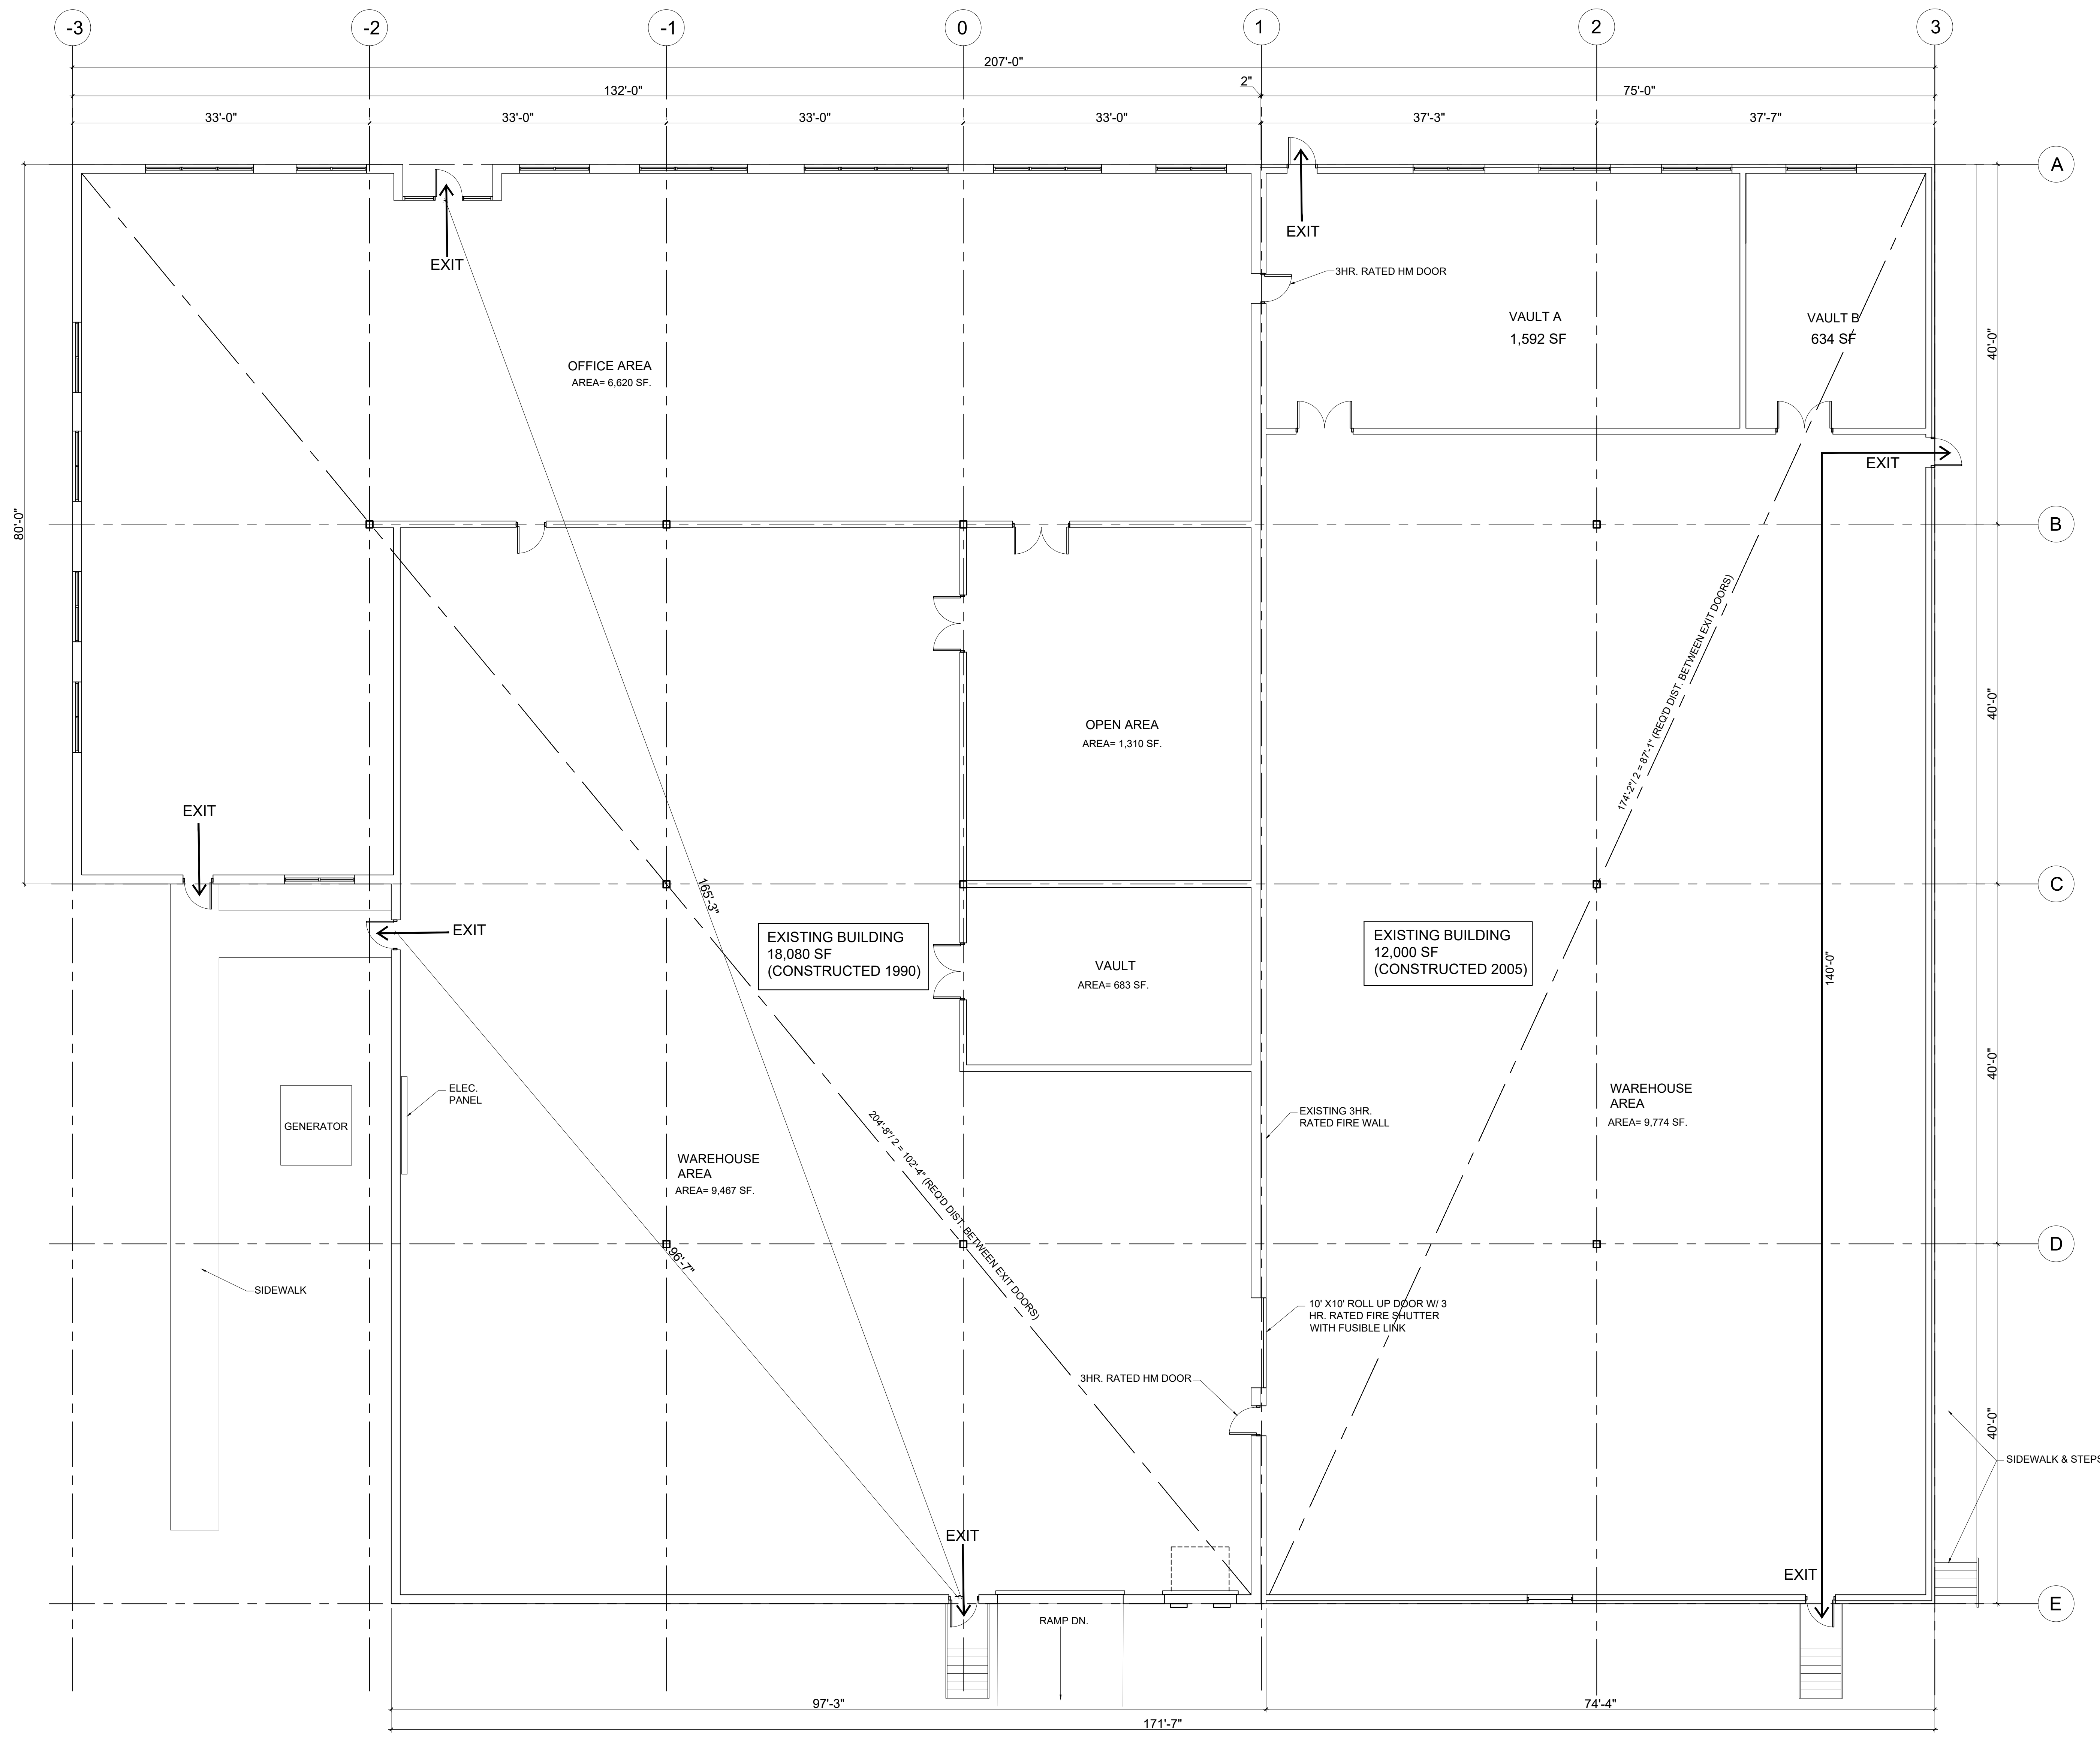 -3
-2
-1
0
1
2
3
207'-0"
132'-0"
2"
75'-0"
33'-0"
33'-0"
33'-0"
33'-0"
37'-3"
37'-7"
A
EXIT
EXIT
3HR. RATED HM DOOR
VAULT A
1,592 SF
VAULT B
634 SF
40'-0"
OFFICE AREA
AREA= 6,620 SF.
EXIT
80'-0"
B
174'-2"/ 2 = 87'-1" (REQ'D DIST. BETWEEN EXIT DOORS)
40'-0"
OPEN AREA
AREA= 1,310 SF.
EXIT
165'-3"
C
EXIT
EXISTING BUILDING
18,080 SF
(CONSTRUCTED 1990)
VAULT
AREA= 683 SF.
EXISTING BUILDING
12,000 SF
(CONSTRUCTED 2005)
140'-0"
40'-0"
ELEC.
PANEL
GENERATOR
204'-8"/ 2 = 102'-4" (REQ'D DIST. BETWEEN EXIT DOORS)
EXISTING 3HR.
RATED FIRE WALL
WAREHOUSE
AREA
AREA= 9,774 SF.
WAREHOUSE
AREA
AREA= 9,467 SF.
D
96'-7"
SIDEWALK
10' X10' ROLL UP DOOR W/ 3
HR. RATED FIRE SHUTTER
WITH FUSIBLE LINK
3HR. RATED HM DOOR
40'-0"
SIDEWALK & STEPS
EXIT
EXIT
E
RAMP DN.
97'-3"
74'-4"
171'-7"